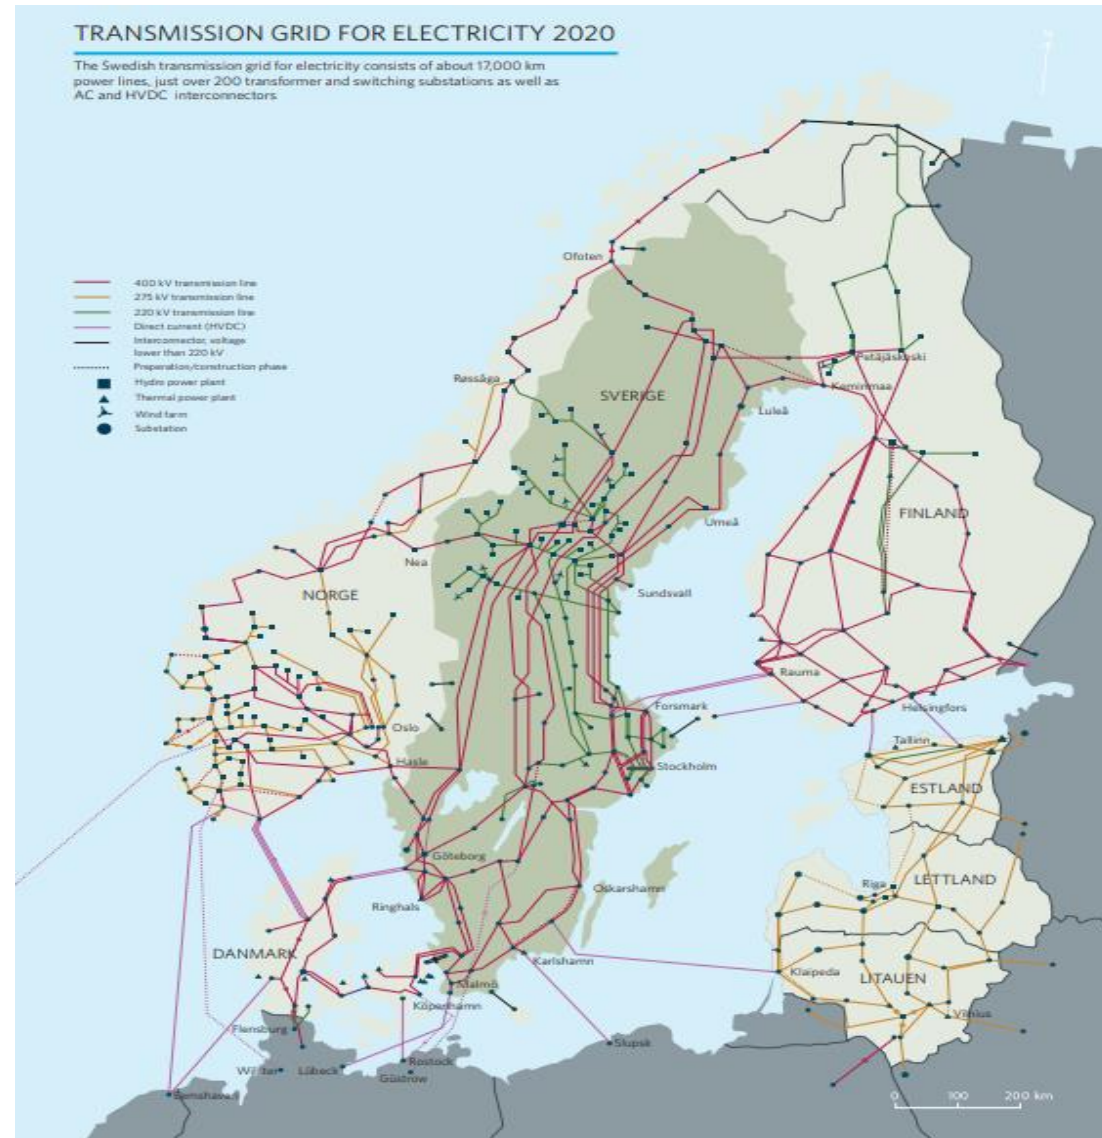 TRANSMISSION GRID FOR ELECTRICITY 2020
The Swedish transmission grid for electricity consists of about 17,000 km
power lines, just over 200 transformer and switching substations as well as
AC and HVDC interconnectors
400 kV transmission line
275 kV transmission line
220 kV transmission line
Direct current (HVDC)
Interconnector, voltage
lower than 220 kV
Preparation/construction phase
Hydro power plant
Thermal power plant
Wind farm
Substation
Ofoten
Petäjäskoski
Røssåga
Keminmaa
SVERIGE
Luleå
FINLAND
Umeå
Nea
Sundsvall
NORGE
Rauma
Forsmark
Helsingfors
Oslo
Tallinn
Hasle
Stockholm
ESTLAND
Göteborg
Riga
LETTLAND
Oskarshamn
Ringhals
DANMARK
Karlshamn
Klaipeda
LITAUEN
Malmö
Köpenhamn
Vilnius
Flensburg
Slupsk
Rostock
Lübeck
Güstrow
Eemshaven
0 100 200 km